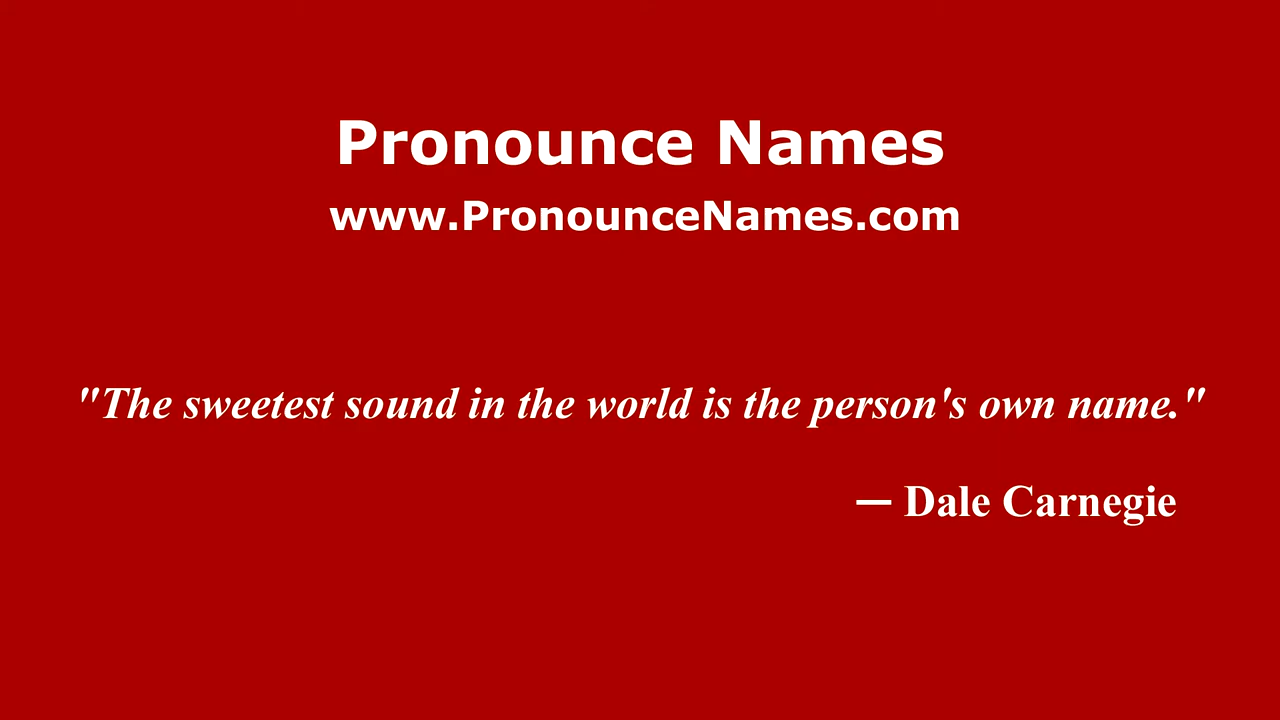 Pronounce Names
www.PronounceNames.com
"The sweetest sound in the world is the person's own name."
— Dale Carnegie